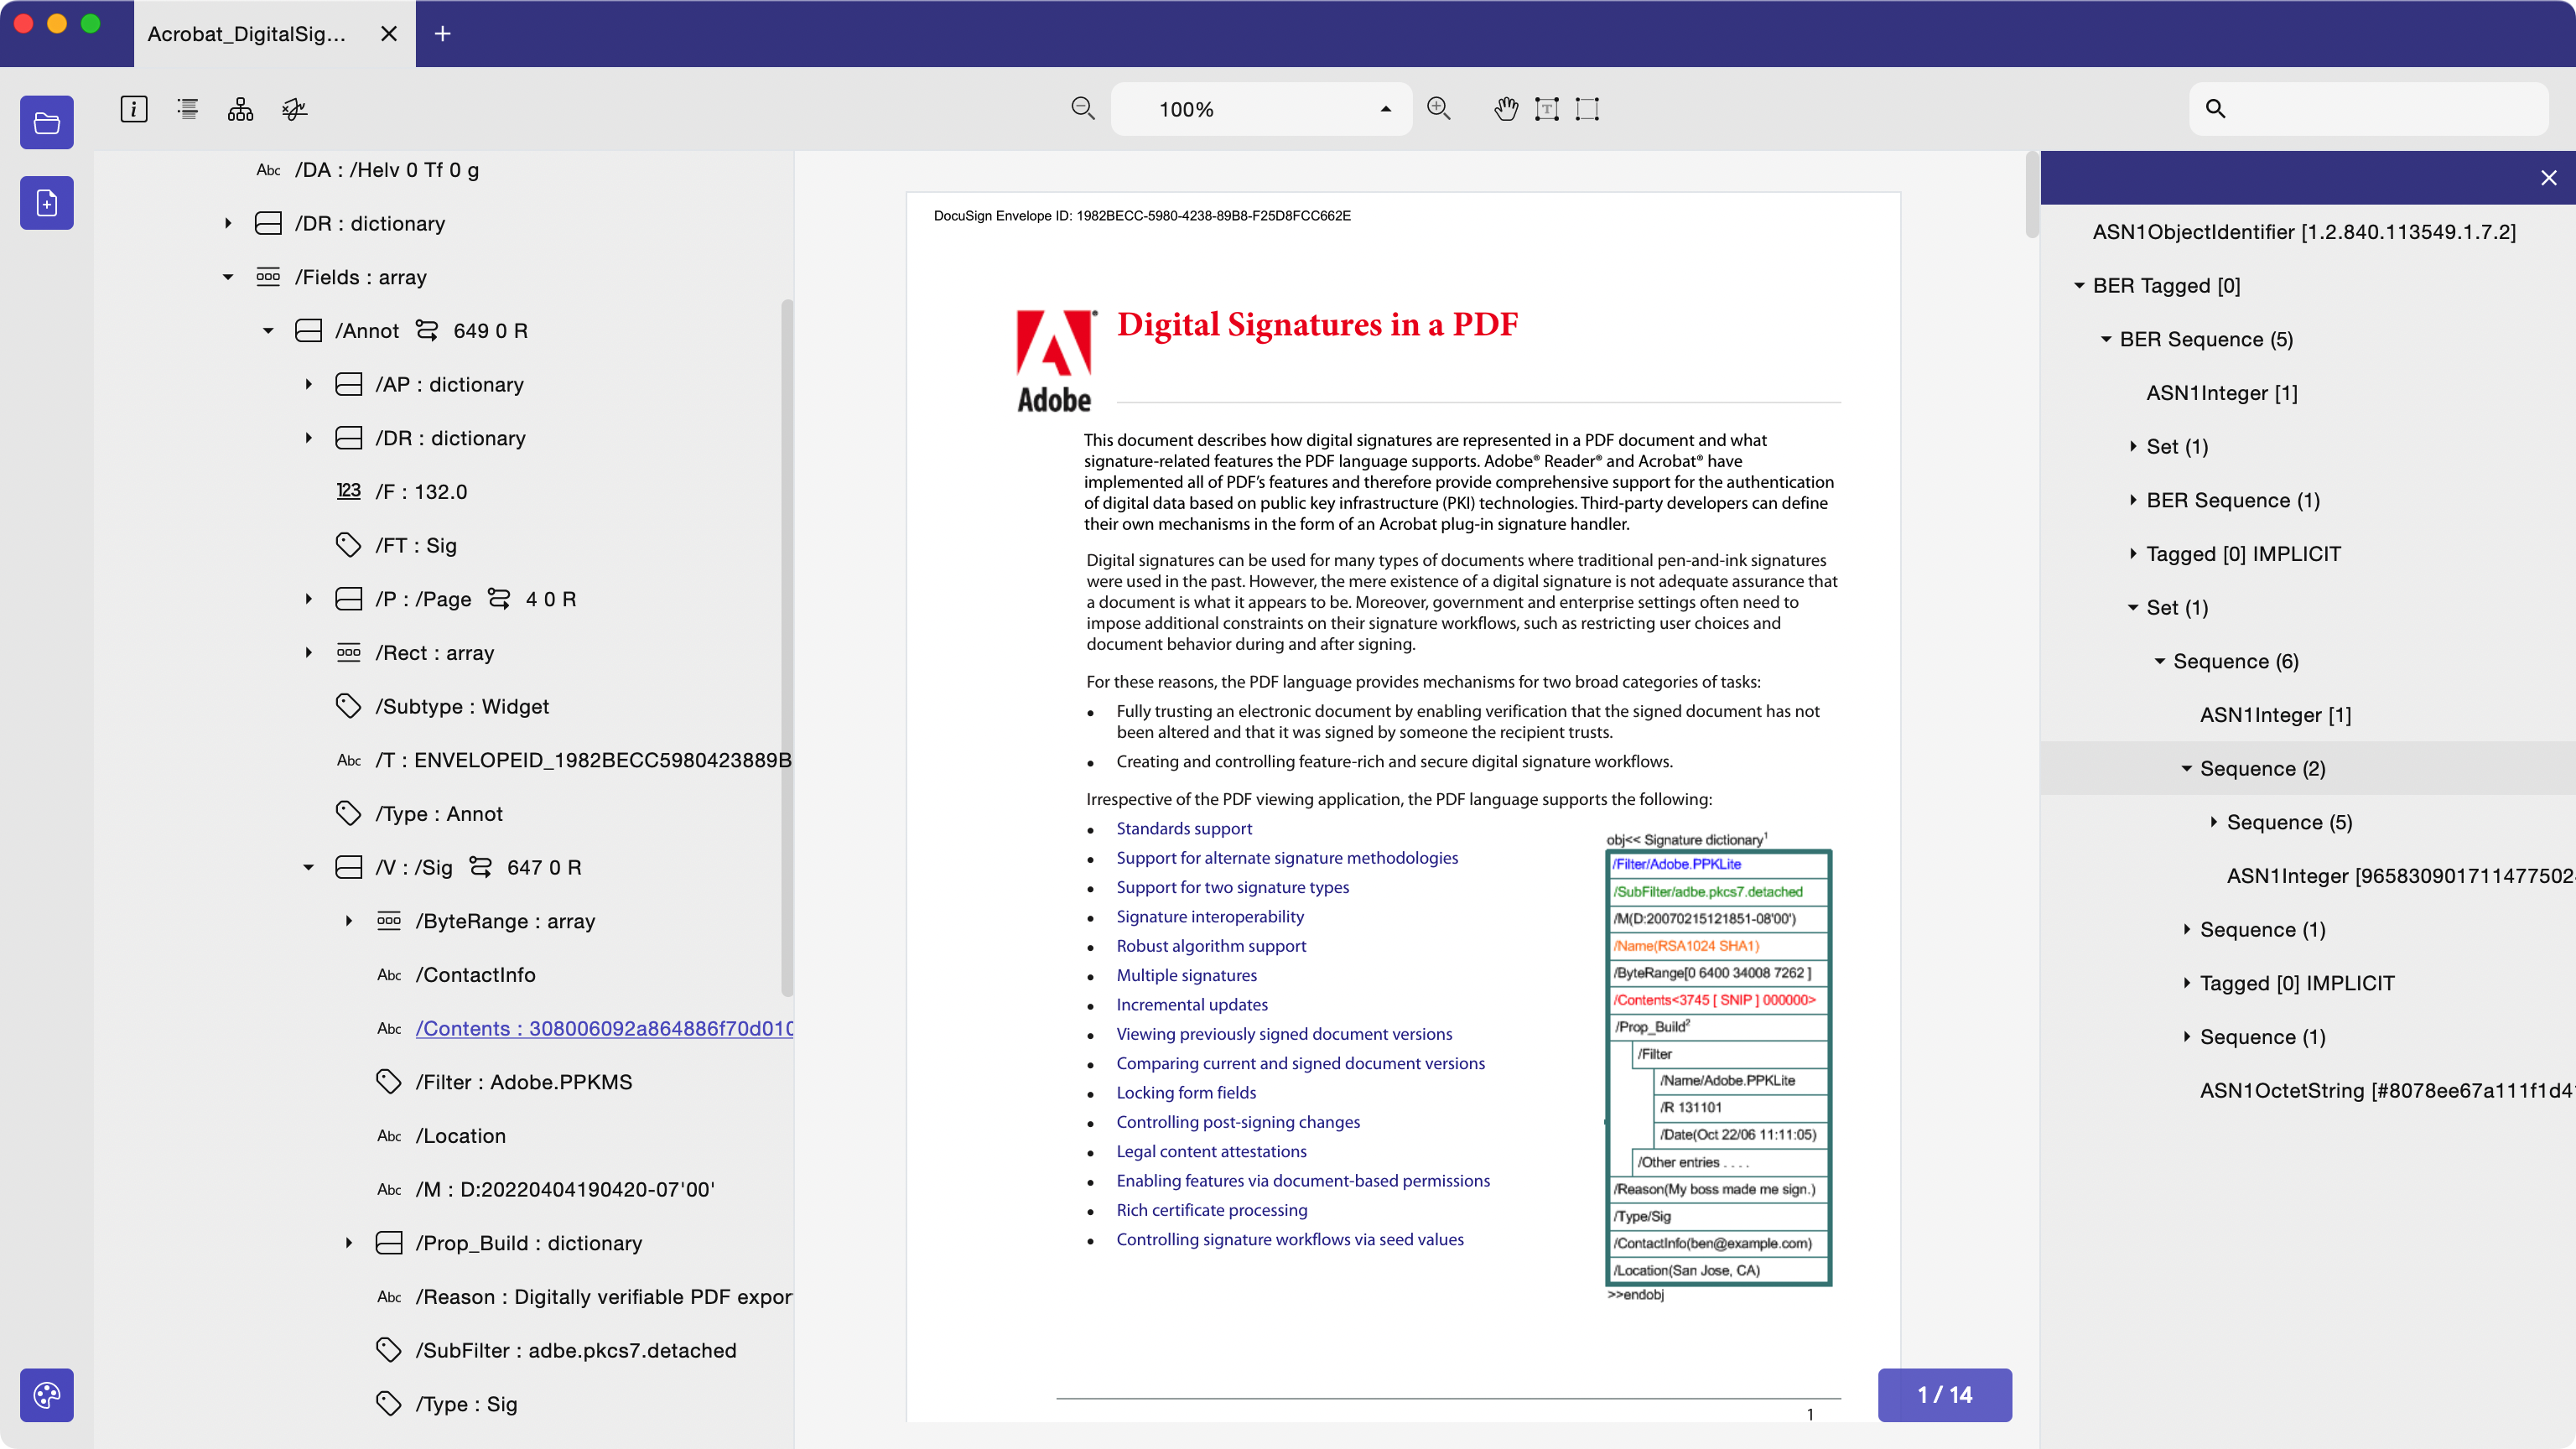 Acrobat_DigitalSig...
100%
Abc /DA : /Helv 0 Tf 0 g
/DR : dictionary
/Fields : array
/Annot 649 0 R
/AP : dictionary
/DR : dictionary
123 /F : 132.0
/FT : Sig
/P : /Page 4 0 R
/Rect : array
/Subtype : Widget
Abc /T : ENVELOPEID_1982BECC5980423889B
/Type : Annot
/V : /Sig 647 0 R
/ByteRange : array
Abc /ContactInfo
Abc /Contents : 308006092a864886f70d010
/Filter : Adobe.PPKMS
Abc /Location
Abc /M : D:20220404190420-07'00'
/Prop_Build : dictionary
Abc /Reason : Digitally verifiable PDF expor
/SubFilter : adbe.pkcs7.detached
/Type : Sig
DocuSign Envelope ID: 1982BECC-5980-4238-89B8-F25D8FCC662E
Adobe
Digital Signatures in a PDF
This document describes how digital signatures are represented in a PDF document and what
signature-related features the PDF language supports. Adobe® Reader® and Acrobat® have
implemented all of PDF's features and therefore provide comprehensive support for the authentication
of digital data based on public key infrastructure (PKI) technologies. Third-party developers can define
their own mechanisms in the form of an Acrobat plug-in signature handler.
Digital signatures can be used for many types of documents where traditional pen-and-ink signatures
were used in the past. However, the mere existence of a digital signature is not adequate assurance that
a document is what it appears to be. Moreover, government and enterprise settings often need to
impose additional constraints on their signature workflows, such as restricting user choices and
document behavior during and after signing.
For these reasons, the PDF language provides mechanisms for two broad categories of tasks:
• Fully trusting an electronic document by enabling verification that the signed document has not
been altered and that it was signed by someone the recipient trusts.
• Creating and controlling feature-rich and secure digital signature workflows.
Irrespective of the PDF viewing application, the PDF language supports the following:
• Standards support
• Support for alternate signature methodologies
• Support for two signature types
• Signature interoperability
• Robust algorithm support
• Multiple signatures
• Incremental updates
• Viewing previously signed document versions
• Comparing current and signed document versions
• Locking form fields
• Controlling post-signing changes
• Legal content attestations
• Enabling features via document-based permissions
• Rich certificate processing
• Controlling signature workflows via seed values
obj<< Signature dictionary1
/Filter/Adobe.PPKLite
/SubFilter/adbe.pkcs7.detached
/M(D:20070215121851-08'00')
/Name(RSA1024 SHA1)
/ByteRange[0 6400 34008 7262 ]
/Contents<3745 [ SNIP ] 000000>
/Prop_Build2
/Filter
/Name/Adobe.PPKLite
/R 131101
/Date(Oct 22/06 11:11:05)
/Other entries . . . .
/Reason(My boss made me sign.)
/Type/Sig
/ContactInfo(ben@example.com)
/Location(San Jose, CA)
>>endobj
1
1 / 14
ASN1ObjectIdentifier [1.2.840.113549.1.7.2]
BER Tagged [0]
BER Sequence (5)
ASN1Integer [1]
Set (1)
BER Sequence (1)
Tagged [0] IMPLICIT
Set (1)
Sequence (6)
ASN1Integer [1]
Sequence (2)
Sequence (5)
ASN1Integer [965830901711477502
Sequence (1)
Tagged [0] IMPLICIT
Sequence (1)
ASN1OctetString [#8078ee67a111f1d4